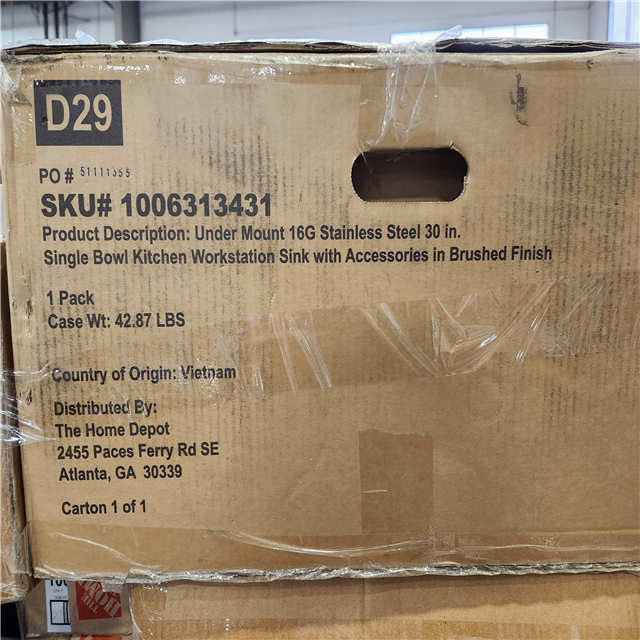 D29
PO # 51111355
SKU# 1006313431
Product Description: Under Mount 16G Stainless Steel 30 in.
Single Bowl Kitchen Workstation Sink with Accessories in Brushed Finish
1 Pack
Case Wt: 42.87 LBS
Country of Origin: Vietnam
Distributed By:
The Home Depot
2455 Paces Ferry Rd SE
Atlanta, GA 30339
Carton 1 of 1